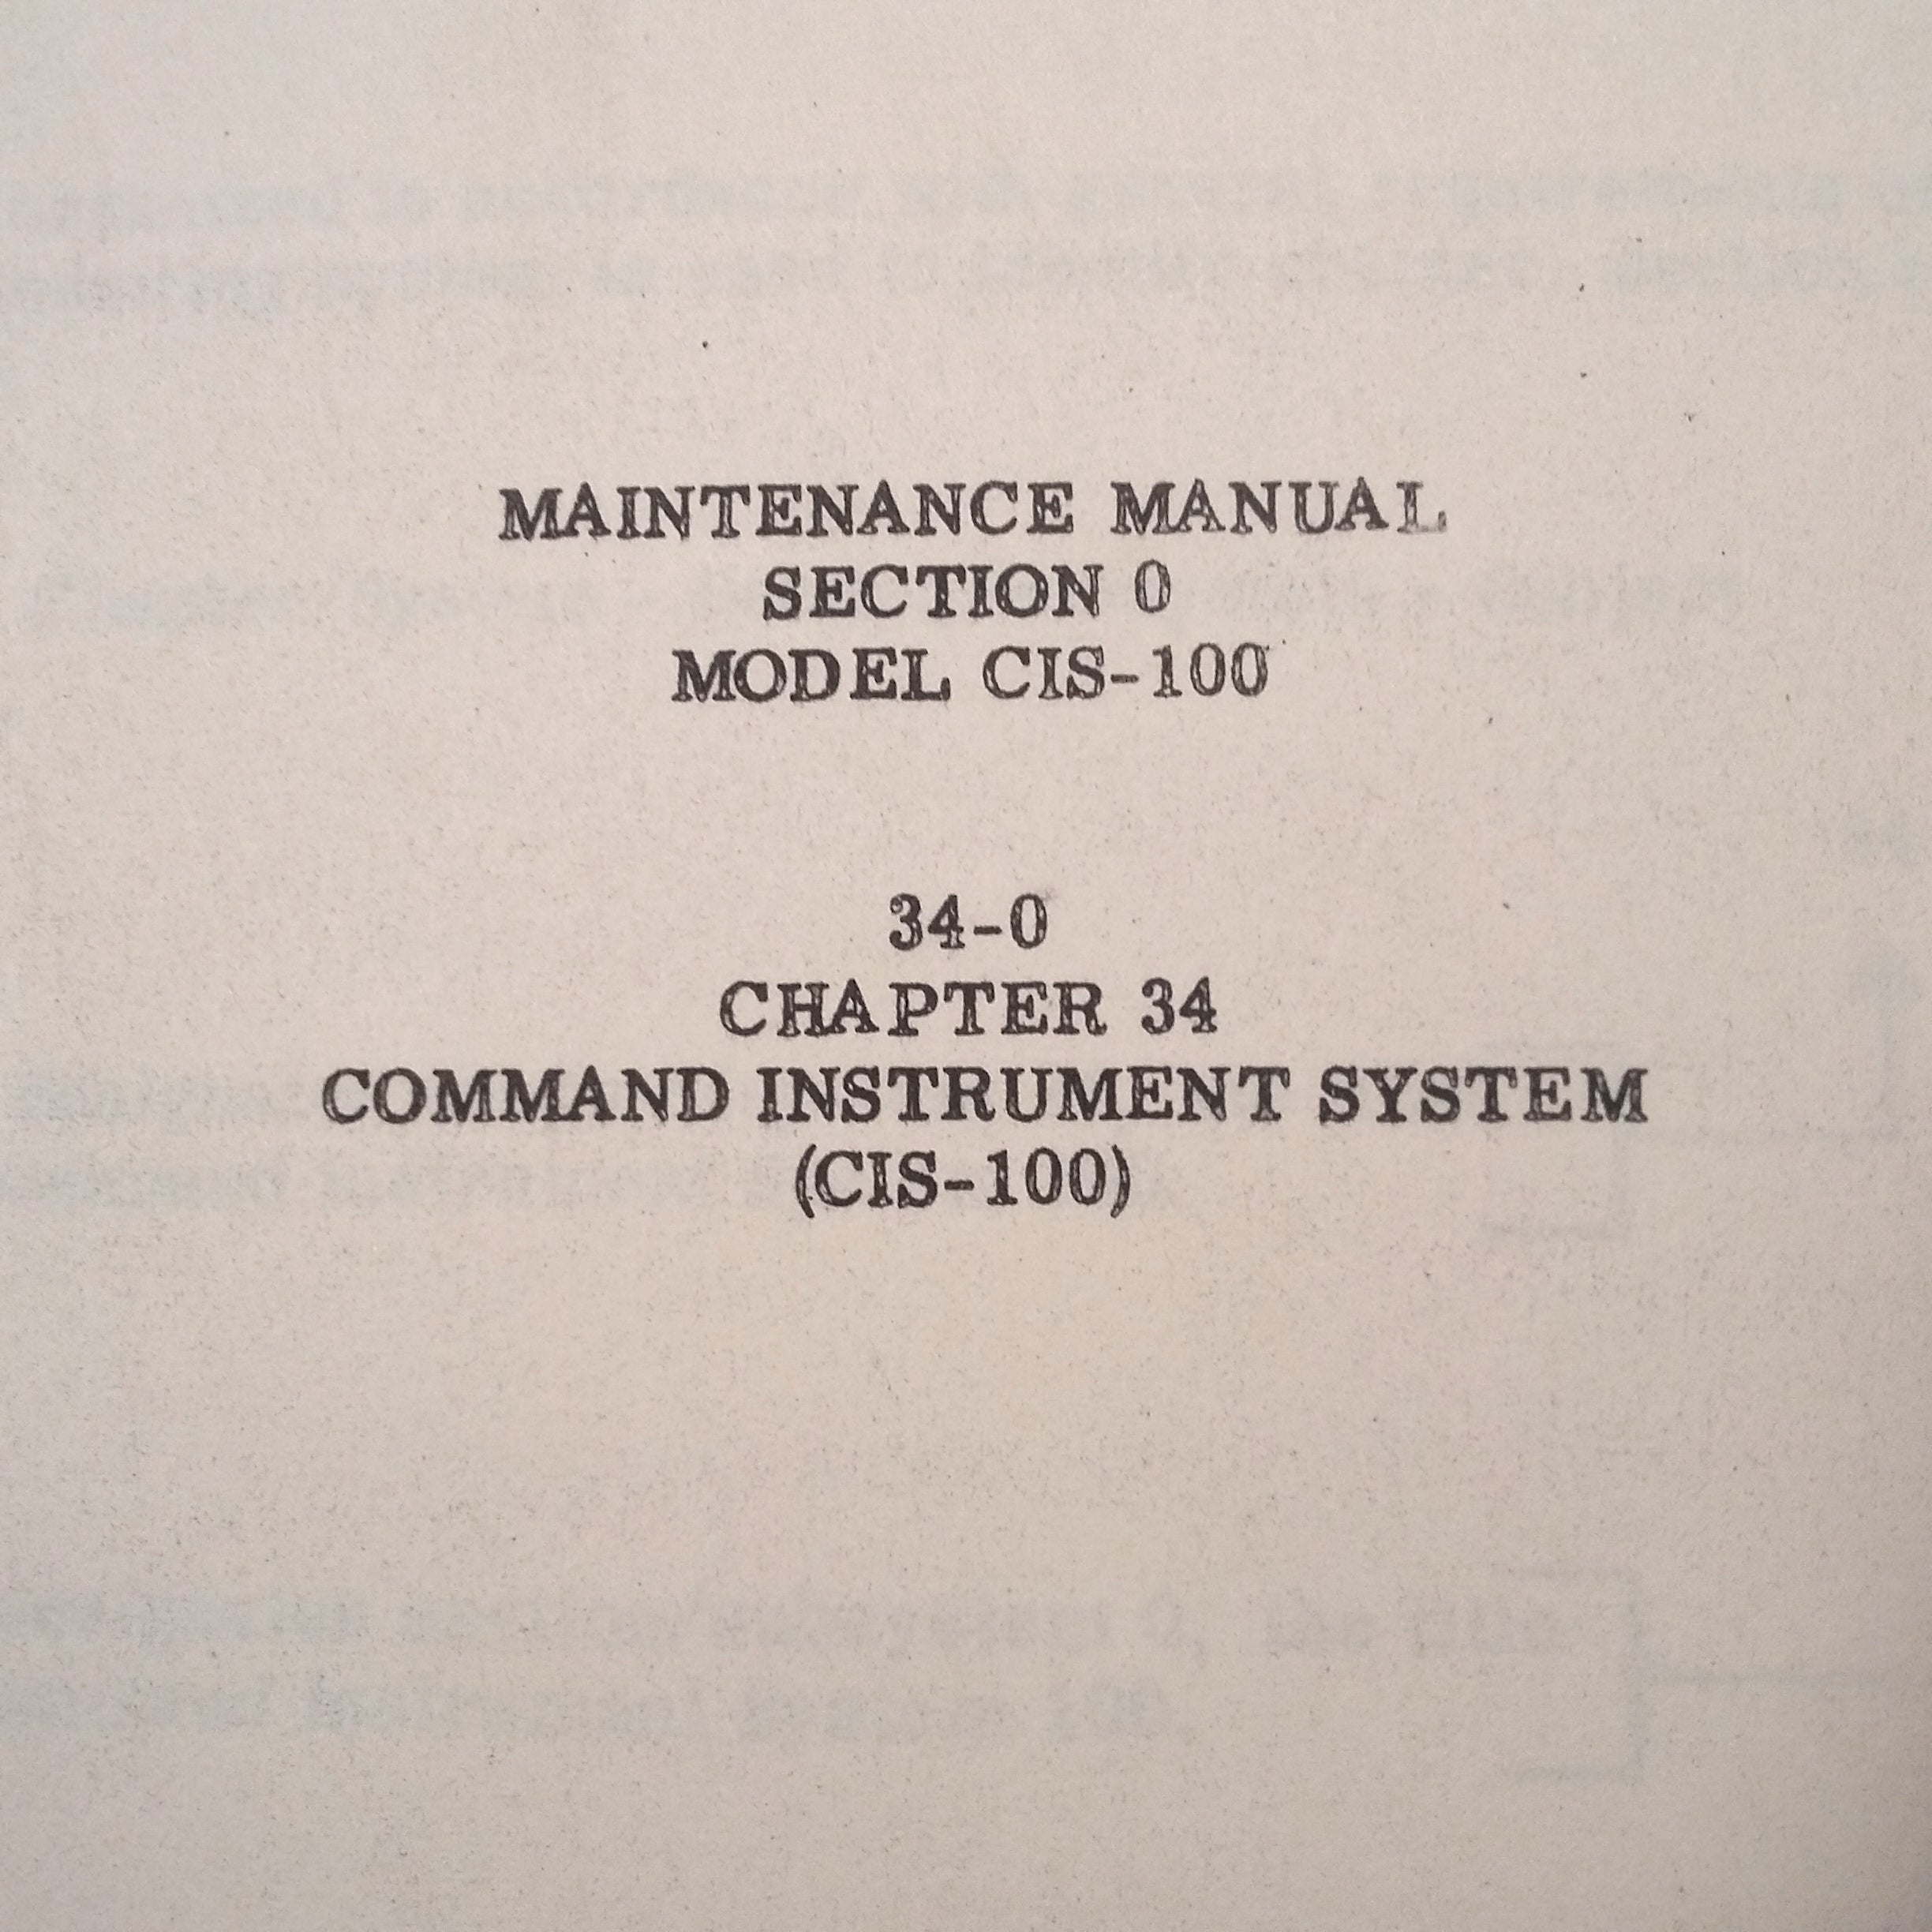 MAINTENANCE MANUAL
SECTION 0
MODEL CIS-100
34-0
CHAPTER 34
COMMAND INSTRUMENT SYSTEM
(CIS-100)